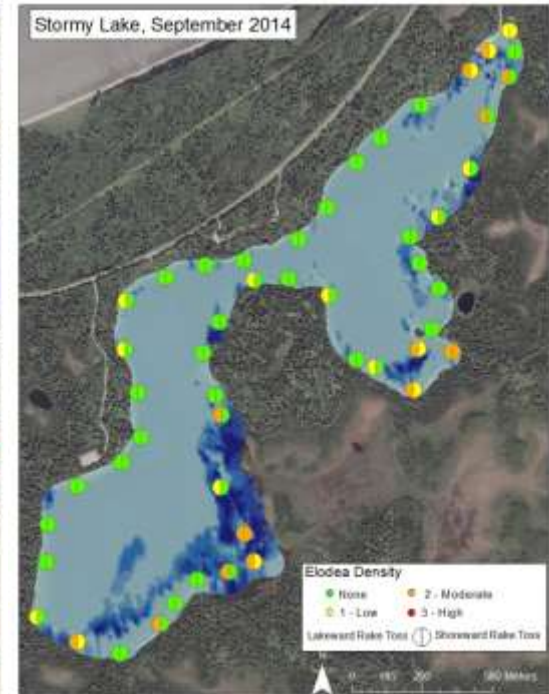 Stormy Lake, September 2014
Elodea Density
None
2 - Moderate
1 - Low
3 - High
Lakeward Rake Toss
Shoreward Rake Toss
0
Meters